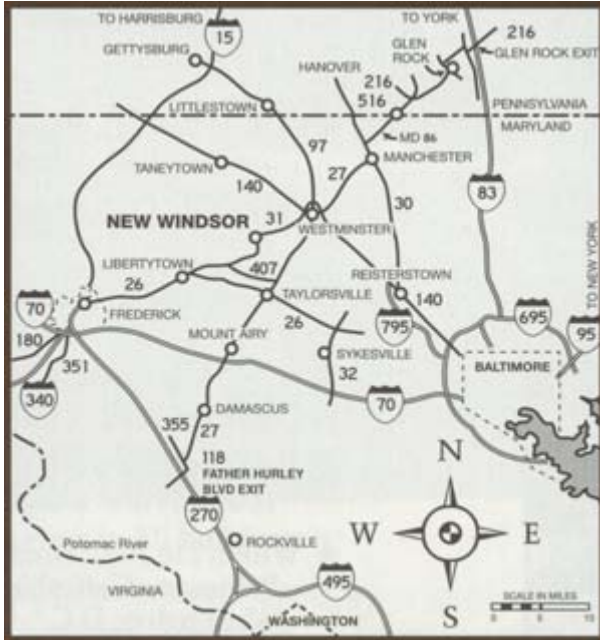 TO HARRISBURG
15
GETTYSBURG
TO YORK
216
GLEN
ROCK
GLEN ROCK EXIT
HANOVER
216
LITTLESTOWN
516
PENNSYLVANIA
MARYLAND
MD 86
97
TANEYTOWN
27
MANCHESTER
140
30
83
NEW WINDSOR
31
WESTMINSTER
LIBERTYTOWN
407
REISTERSTOWN
TO NEW YORK
26
TAYLORSVILLE
140
70
FREDERICK
26
795
695
95
180
MOUNT AIRY
SYKESVILLE
351
BALTIMORE
32
340
70
DAMASCUS
355
27
118
N
FATHER HURLEY
BLVD EXIT
270
W
E
ROCKVILLE
Potomac River
495
VIRGINIA
S
SCALE IN MILES
0 5 10
WASHINGTON